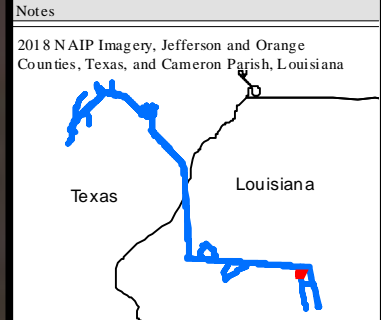 Notes
2018 NAIP Imagery, Jefferson and Orange
Counties, Texas, and Cameron Parish, Louisiana
Louisiana
Texas